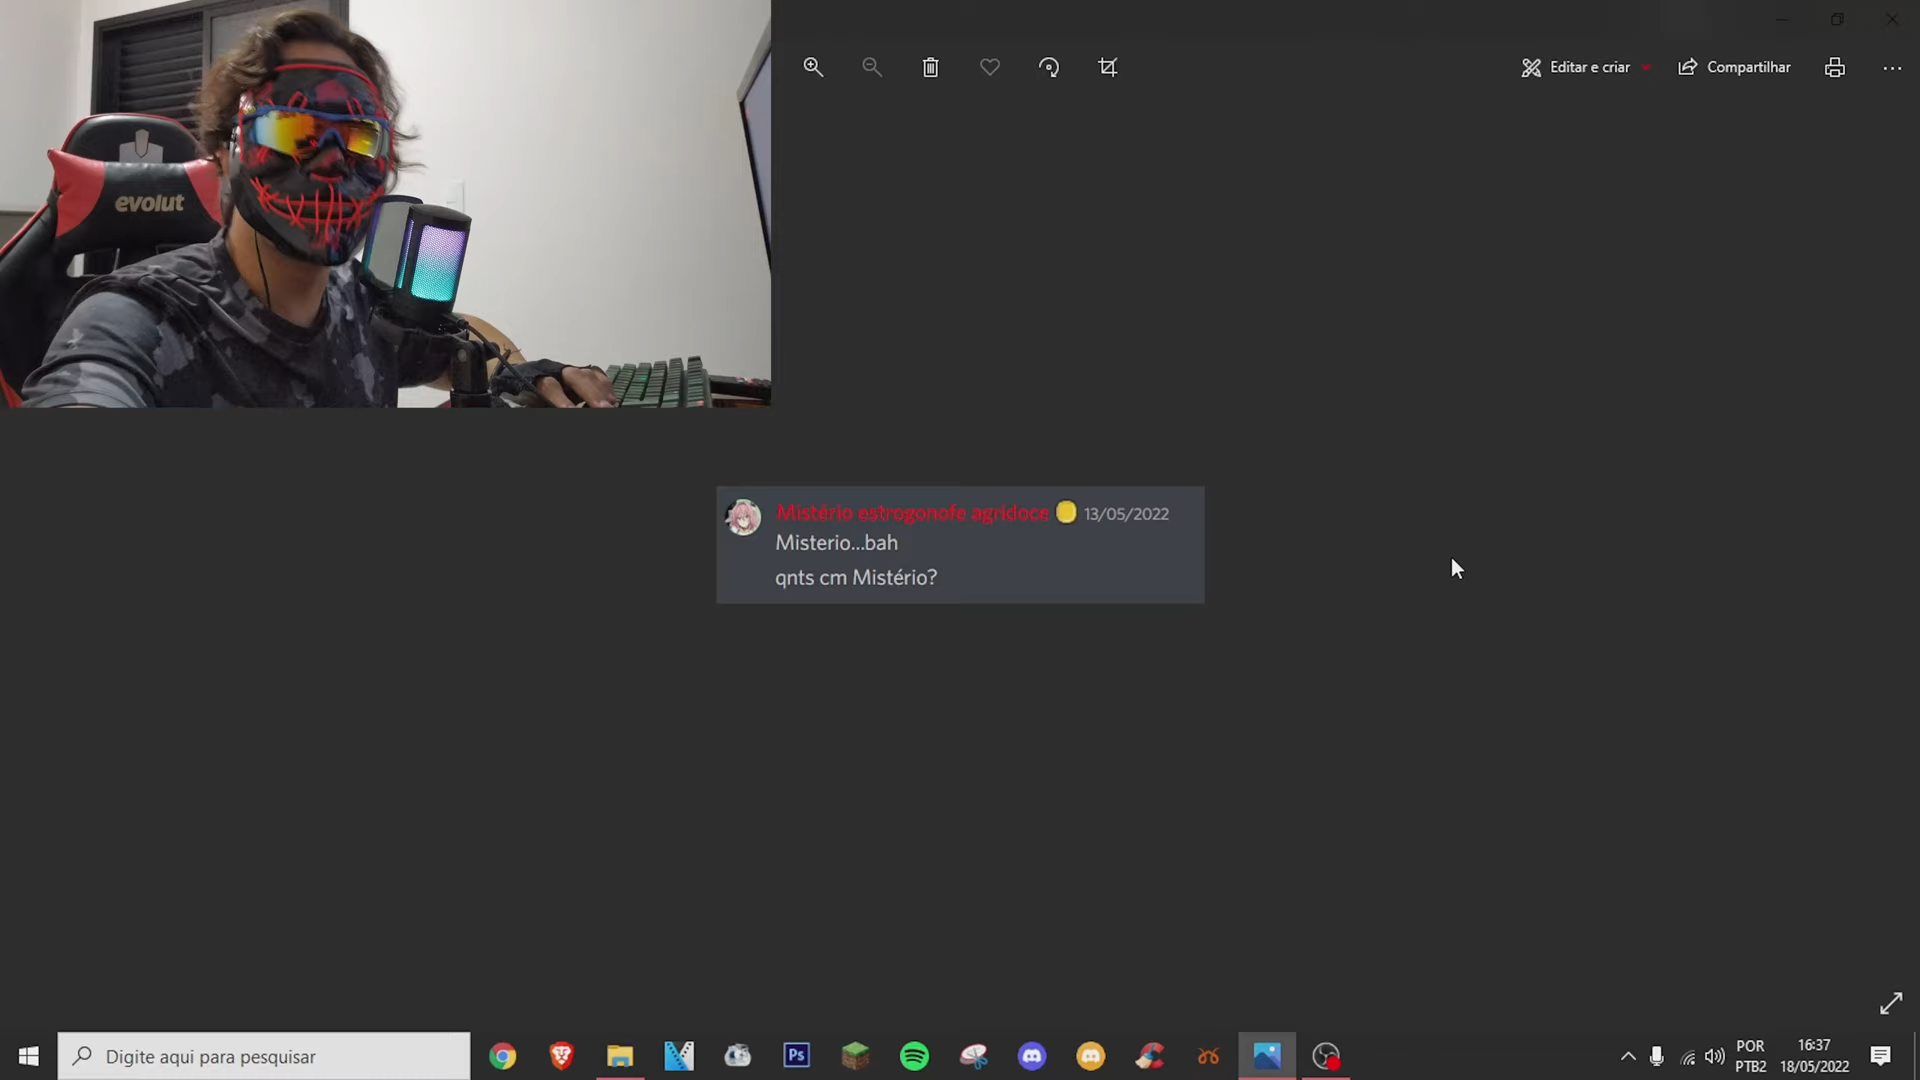 evolut
Editar e criar
Compartilhar
Mistério estrogonofe agridoce 13/05/2022
Misterio...bah
qnts cm Mistério?
Digite aqui para pesquisar
Ps
POR
PTB2
16:37
18/05/2022